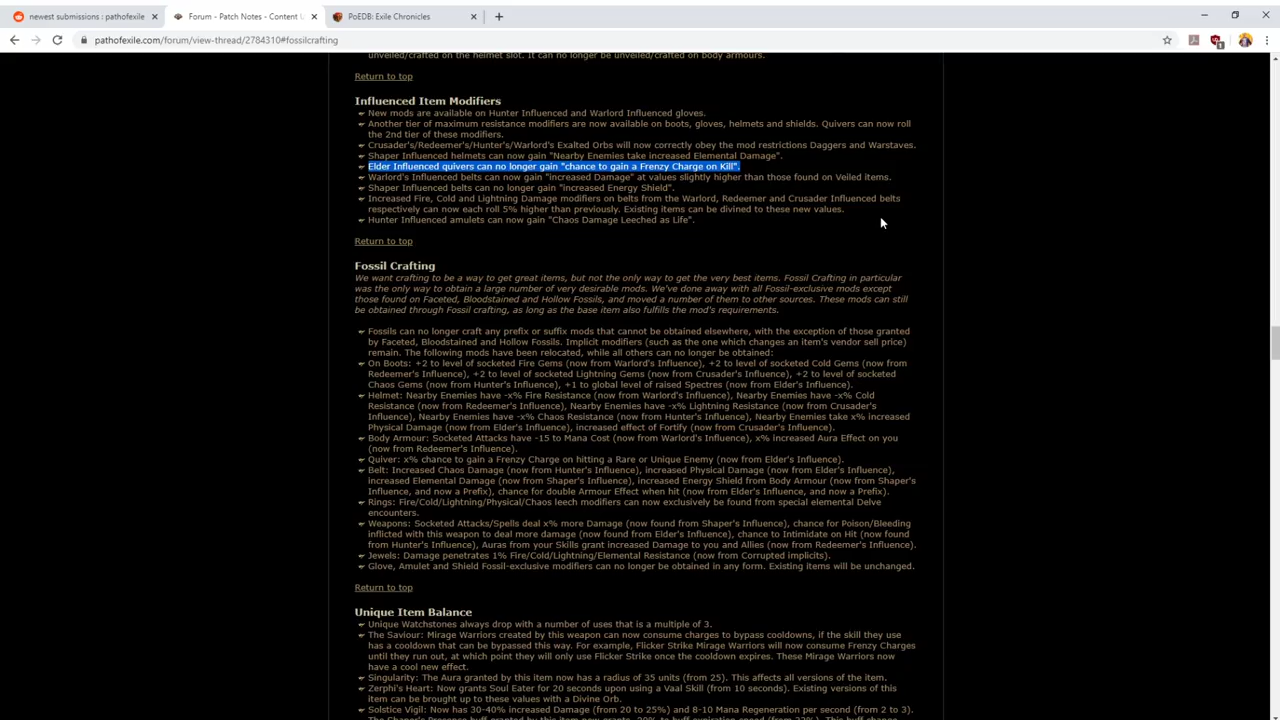 newest submissions : pathofexile
Forum - Patch Notes - Content U
PoEDB: Exile Chronicles
pathofexile.com/forum/view-thread/2784310#fossilcrafting
unveiled/crafted on the helmet slot. It can no longer be unveiled/crafted on body armours.
Return to top
Influenced Item Modifiers
New mods are available on Hunter Influenced and Warlord Influenced gloves.
Another tier of maximum resistance modifiers are now available on boots, gloves, helmets and shields. Quivers can now roll
the 2nd tier of these modifiers.
Crusader's/Redeemer's/Hunter's/Warlord's Exalted Orbs will now correctly obey the mod restrictions Daggers and Warstaves.
Shaper Influenced helmets can now gain "Nearby Enemies take increased Elemental Damage".
Elder Influenced quivers can no longer gain "chance to gain a Frenzy Charge on Kill".
Warlord's Influenced belts can now gain "increased Damage" at values slightly higher than those found on Veiled items.
Shaper Influenced belts can no longer gain "increased Energy Shield".
Increased Fire, Cold and Lightning Damage modifiers on belts from the Warlord, Redeemer and Crusader Influenced belts
respectively can now each roll 5% higher than previously. Existing items can be divined to these new values.
Hunter Influenced amulets can now gain "Chaos Damage Leeched as Life".
Return to top
Fossil Crafting
We want crafting to be a way to get great items, but not the only way to get the very best items. Fossil Crafting in particular
was the only way to obtain a large number of very desirable mods. We've done away with all Fossil-exclusive mods except
those found on Faceted, Bloodstained and Hollow Fossils, and moved a number of them to other sources. These mods can still
be obtained through Fossil crafting, as long as the base item also fulfills the mod's requirements.
Fossils can no longer craft any prefix or suffix mods that cannot be obtained elsewhere, with the exception of those granted
by Faceted, Bloodstained and Hollow Fossils. Implicit modifiers (such as the one which changes an item's vendor sell price)
remain. The following mods have been relocated, while all others can no longer be obtained:
On Boots: +2 to level of socketed Fire Gems (now from Warlord's Influence), +2 to level of socketed Cold Gems (now from
Redeemer's Influence), +2 to level of socketed Lightning Gems (now from Crusader's Influence), +2 to level of socketed
Chaos Gems (now from Hunter's Influence), +1 to global level of raised Spectres (now from Elder's Influence).
Helmet: Nearby Enemies have -x% Fire Resistance (now from Warlord's Influence), Nearby Enemies have -x% Cold
Resistance (now from Redeemer's Influence), Nearby Enemies have -x% Lightning Resistance (now from Crusader's
Influence), Nearby Enemies have -x% Chaos Resistance (now from Hunter's Influence), Nearby Enemies take x% increased
Physical Damage (now from Elder's Influence), increased effect of Fortify (now from Crusader's Influence).
Body Armour: Socketed Attacks have -15 to Mana Cost (now from Warlord's Influence), x% increased Aura Effect on you
(now from Redeemer's Influence).
Quiver: x% chance to gain a Frenzy Charge on hitting a Rare or Unique Enemy (now from Elder's Influence).
Belt: Increased Chaos Damage (now from Hunter's Influence), increased Physical Damage (now from Elder's Influence),
increased Elemental Damage (now from Shaper's Influence), increased Energy Shield from Body Armour (now from Shaper's
Influence, and now a Prefix), chance for double Armour Effect when hit (now from Elder's Influence, and now a Prefix).
Rings: Fire/Cold/Lightning/Physical/Chaos leech modifiers can now exclusively be found from special elemental Delve
encounters.
Weapons: Socketed Attacks/Spells deal x% more Damage (now found from Shaper's Influence), chance for Poison/Bleeding
inflicted with this weapon to deal more damage (now found from Elder's Influence), chance to Intimidate on Hit (now found
from Hunter's Influence), Auras from your Skills grant increased Damage to you and Allies (now from Redeemer's Influence).
Jewels: Damage penetrates 1% Fire/Cold/Lightning/Elemental Resistance (now from Corrupted implicits).
Glove, Amulet and Shield Fossil-exclusive modifiers can no longer be obtained in any form. Existing items will be unchanged.
Return to top
Unique Item Balance
Unique Watchstones always drop with a number of uses that is a multiple of 3.
The Saviour: Mirage Warriors created by this weapon can now consume charges to bypass cooldowns, if the skill they use
has a cooldown that can be bypassed this way. For example, Flicker Strike Mirage Warriors will now consume Frenzy Charges
until they run out, at which point they will only use Flicker Strike once the cooldown expires. These Mirage Warriors now
have a cool new effect.
Singularity: The Aura granted by this item now has a radius of 35 units (from 25). This affects all versions of the item.
Zerphi's Heart: Now grants Soul Eater for 20 seconds upon using a Vaal Skill (from 10 seconds). Existing versions of this
item can be brought up to these values with a Divine Orb.
Solstice Vigil: Now has 30-40% increased Damage (from 20 to 25%) and 8-10 Mana Regeneration per second (from 2 to 3).